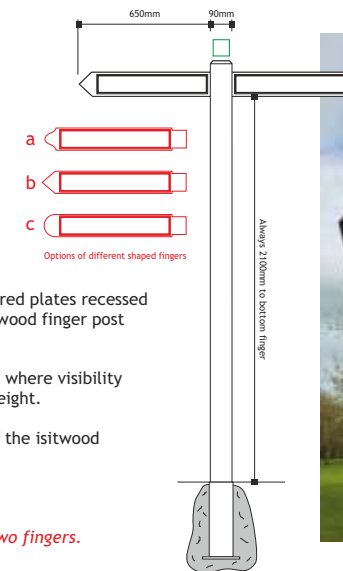 650mm
90mm
a
b
c
Options of different shaped fingers
Always 2100mm to bottom finger
red plates recessed
wood finger post
where visibility
eight.
the isitwood
wo fingers.